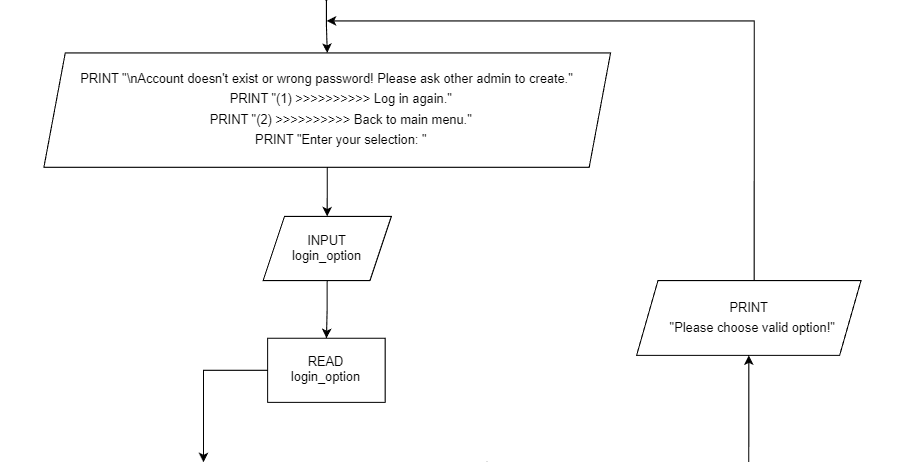 PRINT "\nAccount doesn't exist or wrong password! Please ask other admin to create."
PRINT "(1) >>>>>>>>>> Log in again."
PRINT "(2) >>>>>>>>>> Back to main menu."
PRINT "Enter your selection: "
INPUT
login_option
PRINT
"Please choose valid option!"
READ
login_option